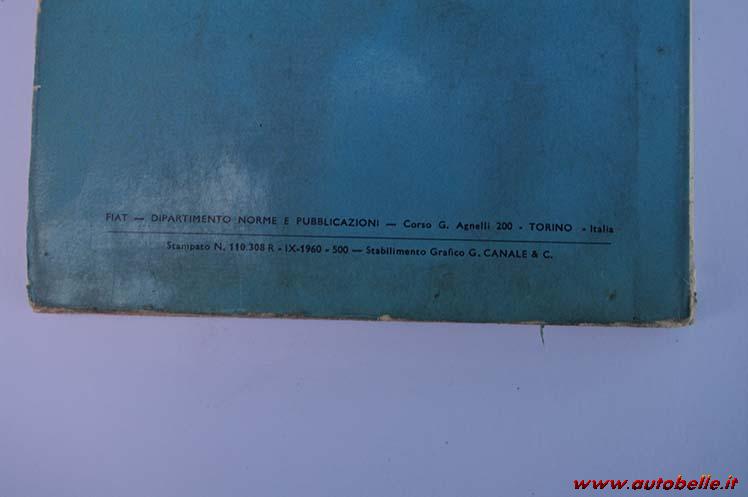 FIAT — DIPARTIMENTO NORME E PUBBLICAZIONI — Corso G. Agnelli 200 - TORINO - Italia
Stampato N. 110.308 R - IX-1960 - 500 — Stabilimento Grafico G. CANALE & C.
www.autobelle.it